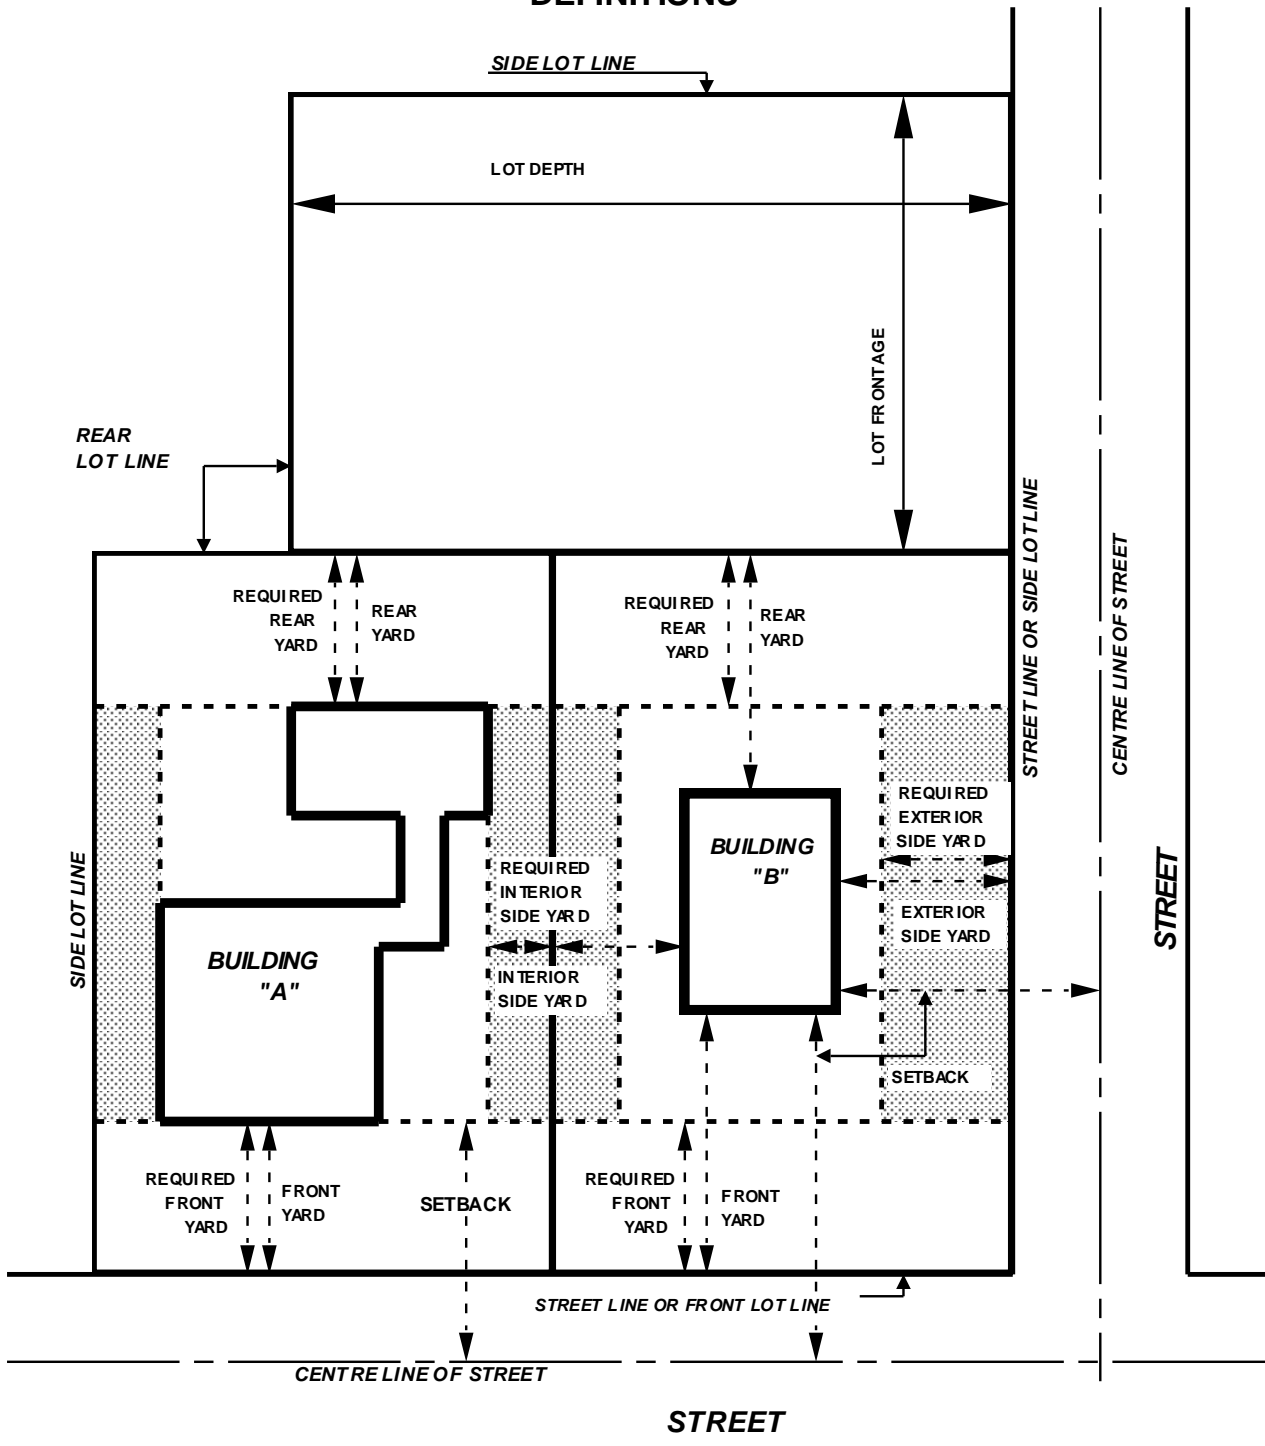 DEFINITIONS
SIDE LOT LINE
LOT DEPTH
LOT FRONTAGE
REAR
LOT LINE
STREET LINE OR SIDE LOT LINE
CENTRE LINE OF STREET
REQUIRED
REAR
YARD
REAR
YARD
REQUIRED
REAR
YARD
REAR
YARD
SIDE LOT LINE
BUILDING
"A"
REQUIRED
INTERIOR
SIDE YARD
INTERIOR
SIDE YARD
BUILDING
"B"
REQUIRED
EXTERIOR
SIDE YARD
EXTERIOR
SIDE YARD
STREET
SETBACK
REQUIRED
FRONT
YARD
FRONT
YARD
SETBACK
REQUIRED
FRONT
YARD
FRONT
YARD
STREET LINE OR FRONT LOT LINE
CENTRE LINE OF STREET
STREET